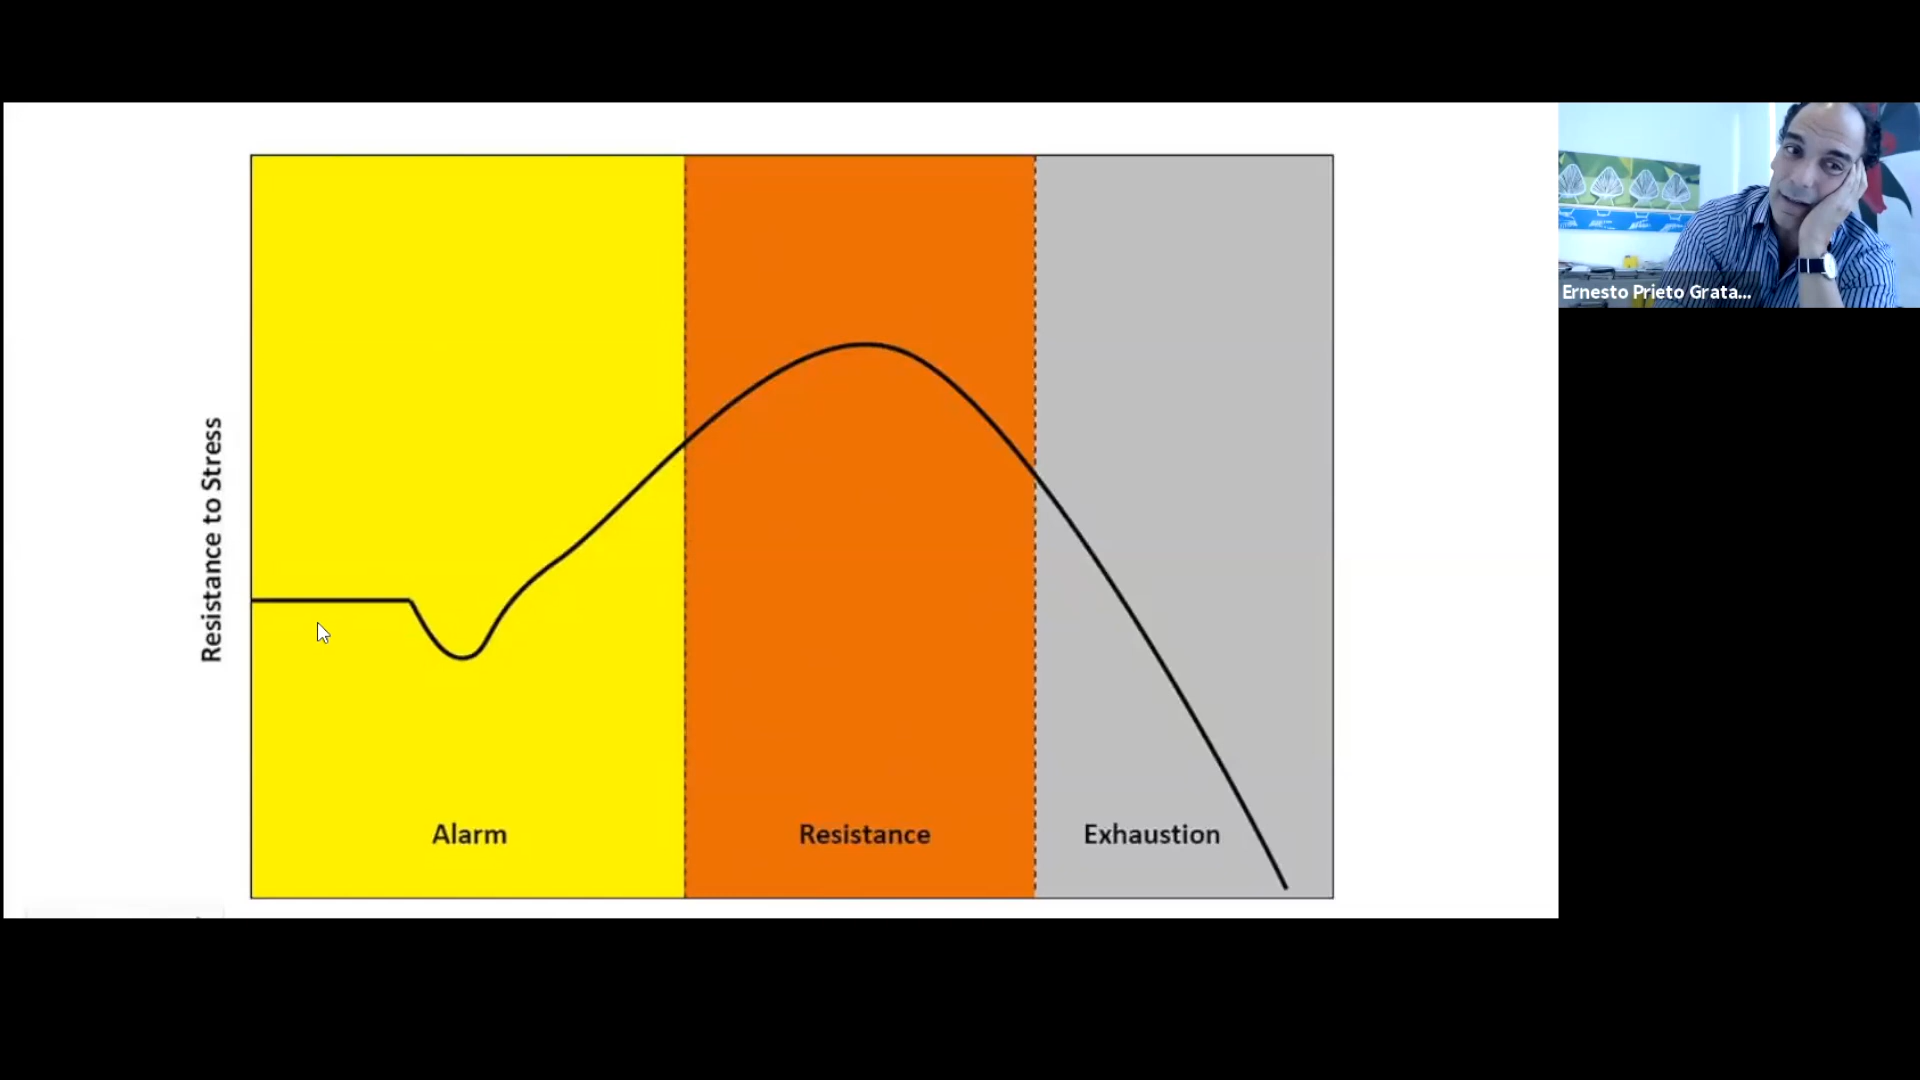 Resistance to Stress
Alarm
Resistance
Exhaustion
Ernesto Prieto Grata...